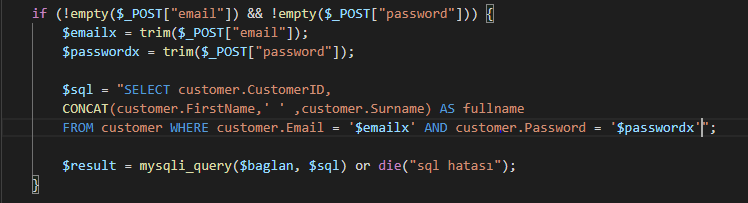 if (!empty($_POST["email"]) && !empty($_POST["password"])) {
$emailx = trim($_POST["email"]);
$passwordx = trim($_POST["password"]);
$sql = "SELECT customer.CustomerID,
CONCAT(customer.FirstName,' ' ,customer.Surname) AS fullname
FROM customer WHERE customer.Email = '$emailx' AND customer.Password = '$passwordx'";
$result = mysqli_query($baglan, $sql) or die("sql hatası");
}